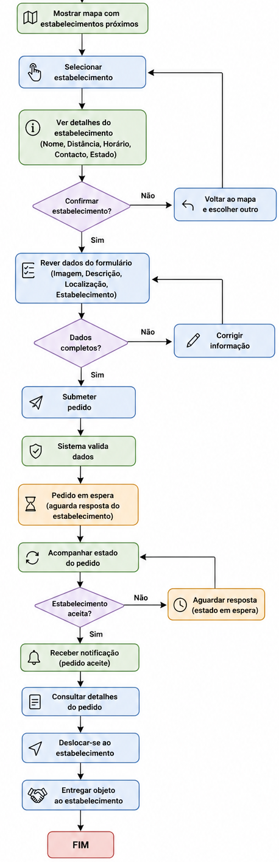 Mostrar mapa com
estabelecimentos próximos
Selecionar
estabelecimento
Ver detalhes do
estabelecimento
(Nome, Distância, Horário,
Contacto, Estado)
Confirmar
estabelecimento?
Não
Voltar ao mapa
e escolher outro
Sim
Rever dados do formulário
(Imagem, Descrição,
Localização,
Estabelecimento)
Dados
completos?
Não
Corrigir
informação
Sim
Submeter
pedido
Sistema valida
dados
Pedido em espera
(aguarda resposta do
estabelecimento)
Acompanhar estado
do pedido
Estabelecimento
aceita?
Não
Aguardar resposta
(estado em espera)
Sim
Receber notificação
(pedido aceite)
Consultar detalhes
do pedido
Deslocar-se ao
estabelecimento
Entregar objeto
ao estabelecimento
FIM